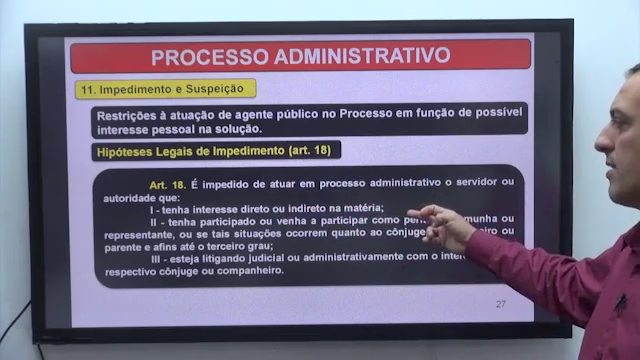 PROCESSO ADMINISTRATIVO
11. Impedimento e Suspeição
Restrições à atuação de agente público no Processo em função de possível
interesse pessoal na solução.
Hipóteses Legais de Impedimento (art. 18)
Art. 18. É impedido de atuar em processo administrativo o servidor ou
autoridade que:
I - tenha interesse direto ou indireto na matéria;
II - tenha participado ou venha a participar como ou
representante, ou se tais situações ocorrem quanto ao cônjuge ou
parente e afins até o terceiro grau;
III - esteja litigando judicial ou administrativamente com o
respectivo cônjuge ou companheiro.
27